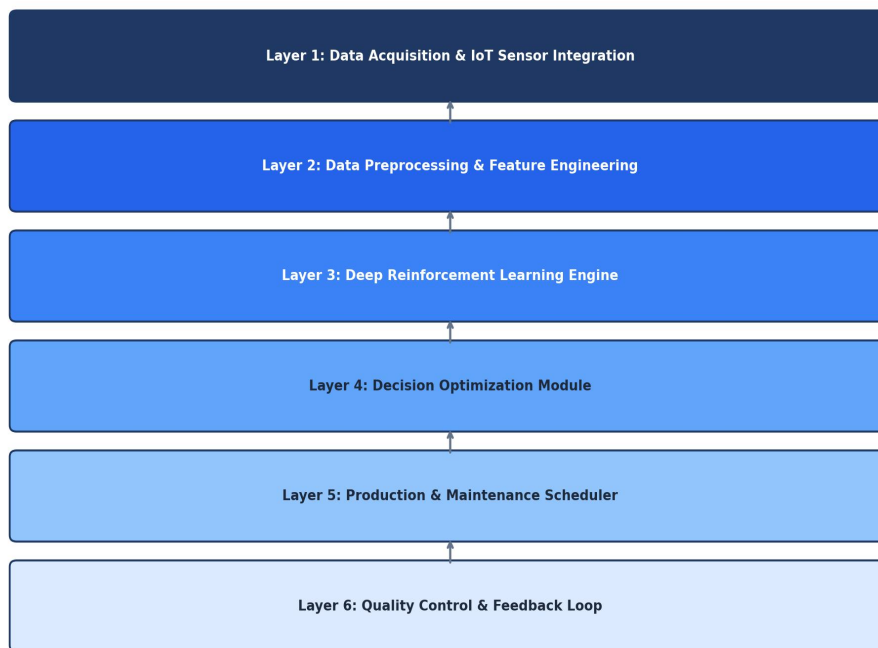 Layer 1: Data Acquisition & IoT Sensor Integration
Layer 2: Data Preprocessing & Feature Engineering
Layer 3: Deep Reinforcement Learning Engine
Layer 4: Decision Optimization Module
Layer 5: Production & Maintenance Scheduler
Layer 6: Quality Control & Feedback Loop